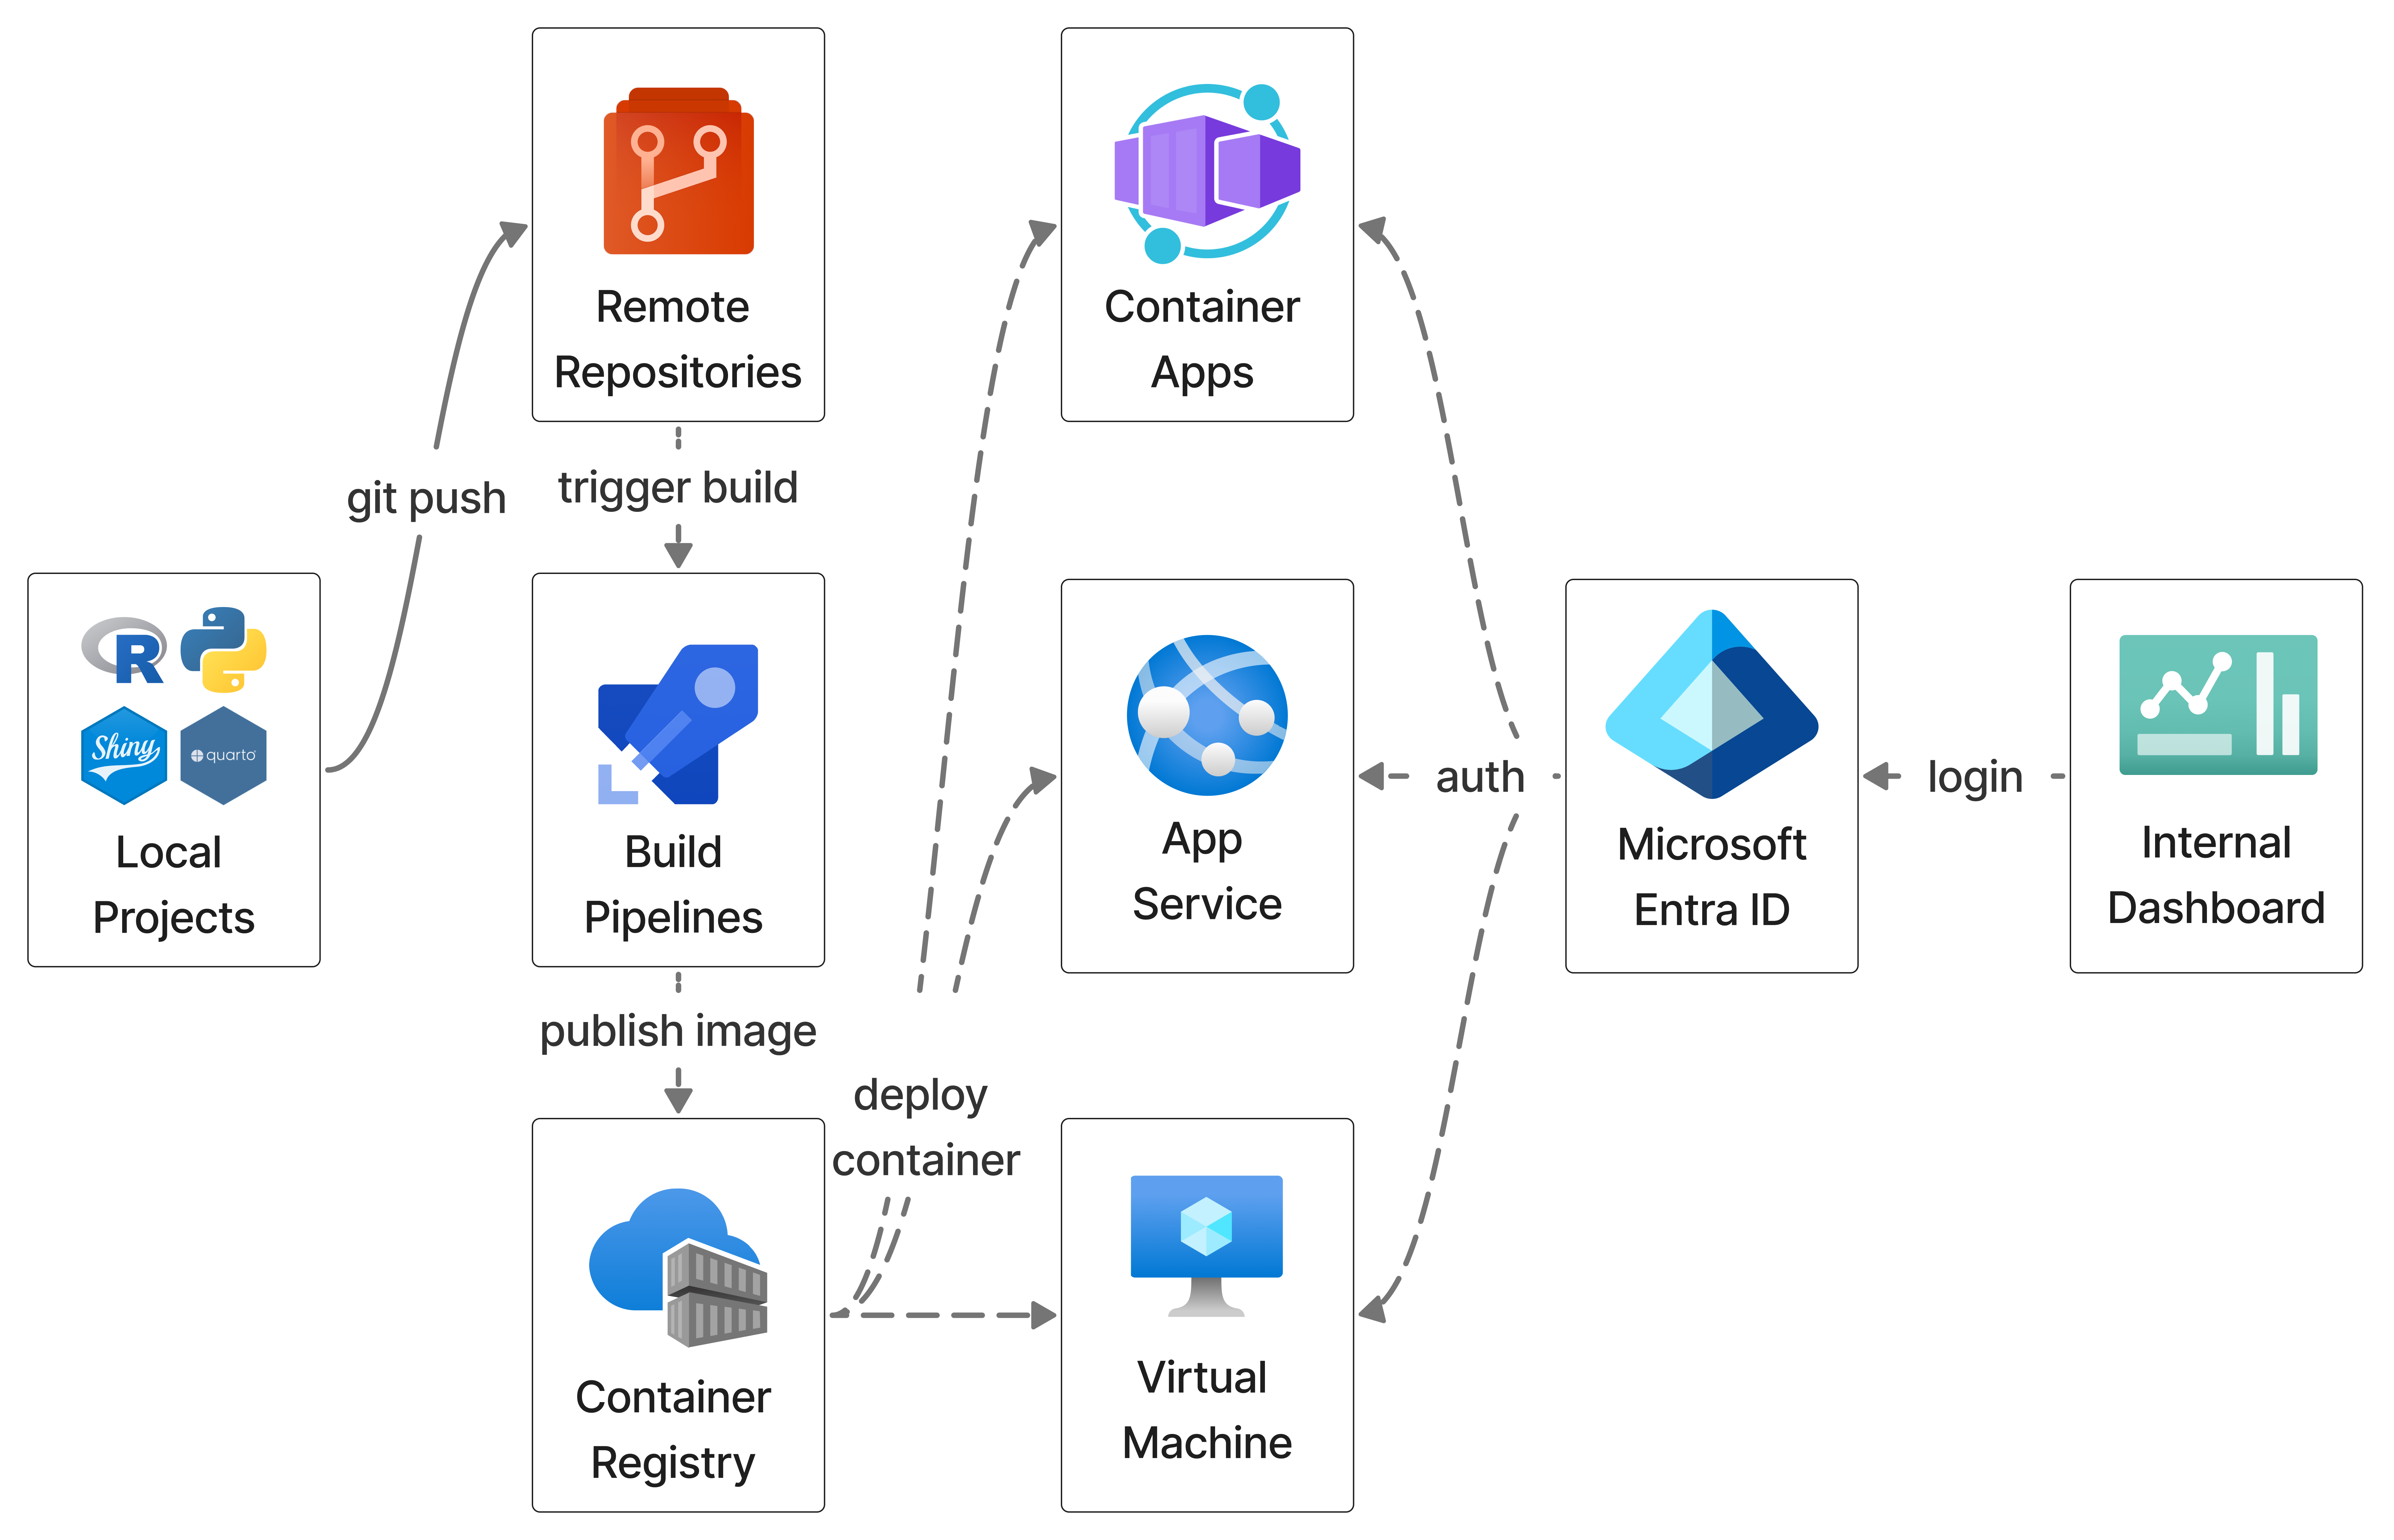 Remote
Repositories
Container
Apps
git push
trigger build
R
Shiny
quarto
Local
Projects
Build
Pipelines
App
Service
auth
Microsoft
Entra ID
login
Internal
Dashboard
publish image
deploy
container
Container
Registry
Virtual
Machine